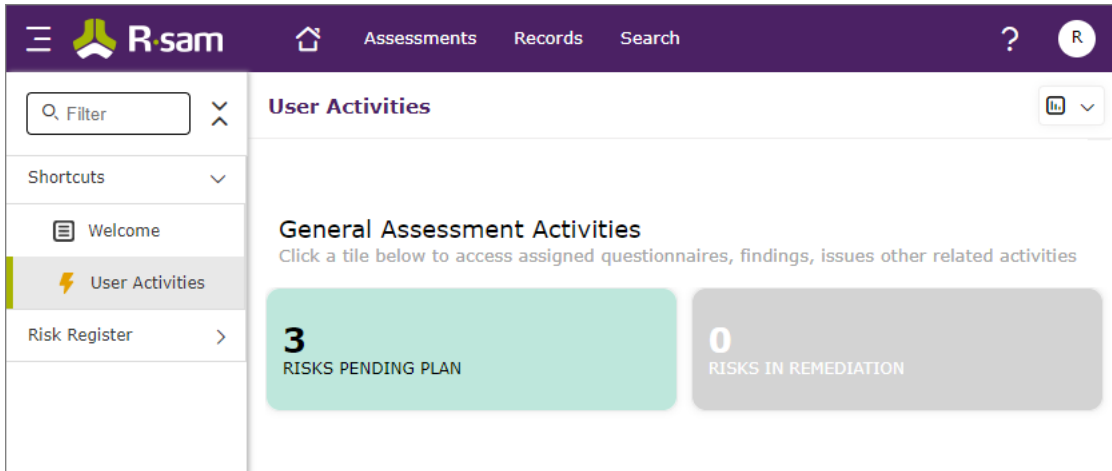 R·sam
Assessments Records Search
?
R
Filter
User Activities
Shortcuts
Welcome
General Assessment Activities
Click a tile below to access assigned questionnaires, findings, issues other related activities
User Activities
Risk Register
3
RISKS PENDING PLAN
0
RISKS IN REMEDIATION